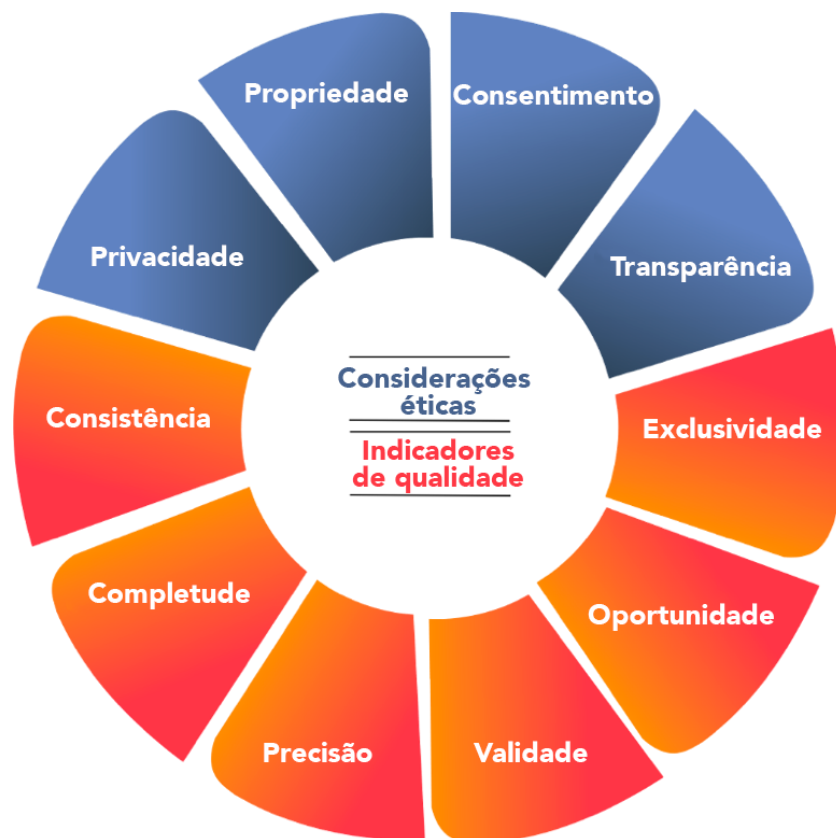 Propriedade
Consentimento
Privacidade
Transparência
Considerações
éticas
Indicadores
de qualidade
Consistência
Exclusividade
Completude
Oportunidade
Precisão
Validade